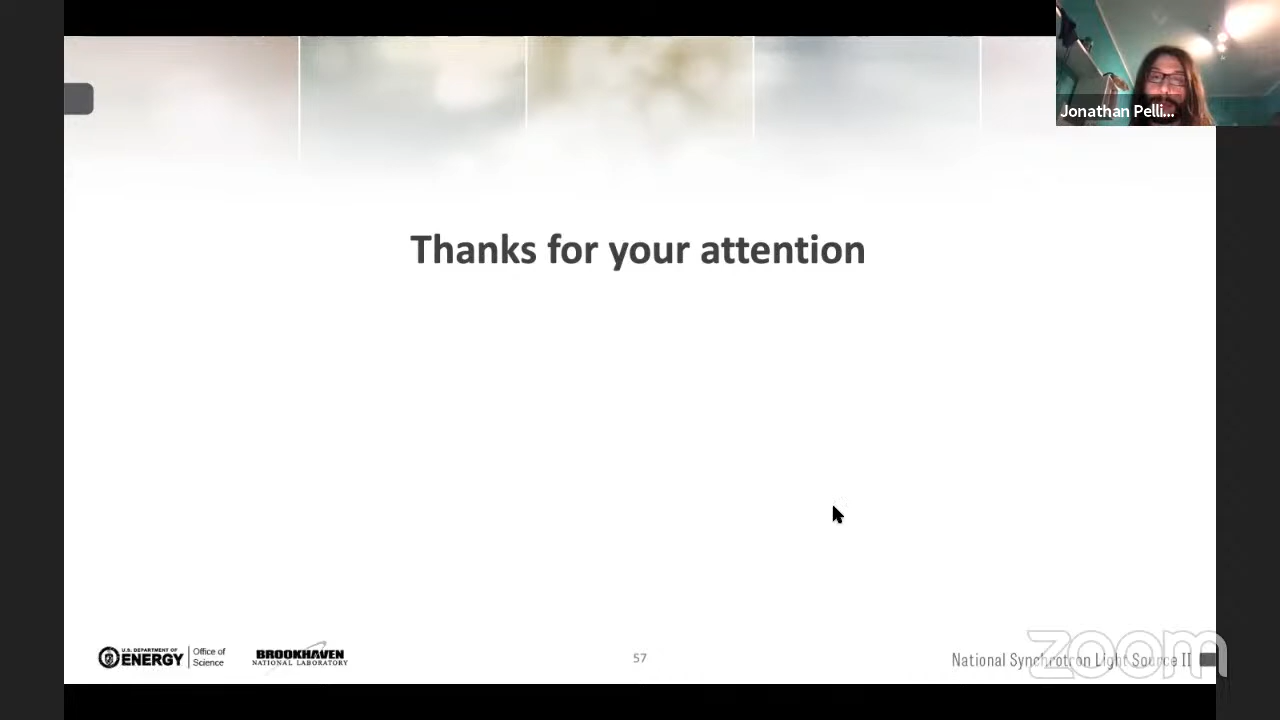 Jonathan Pelli...
Thanks for your attention
U.S. DEPARTMENT OF
ENERGY
Office of
Science
BROOKHAVEN
NATIONAL LABORATORY
57
National Synchrotron Light Source II
zoom